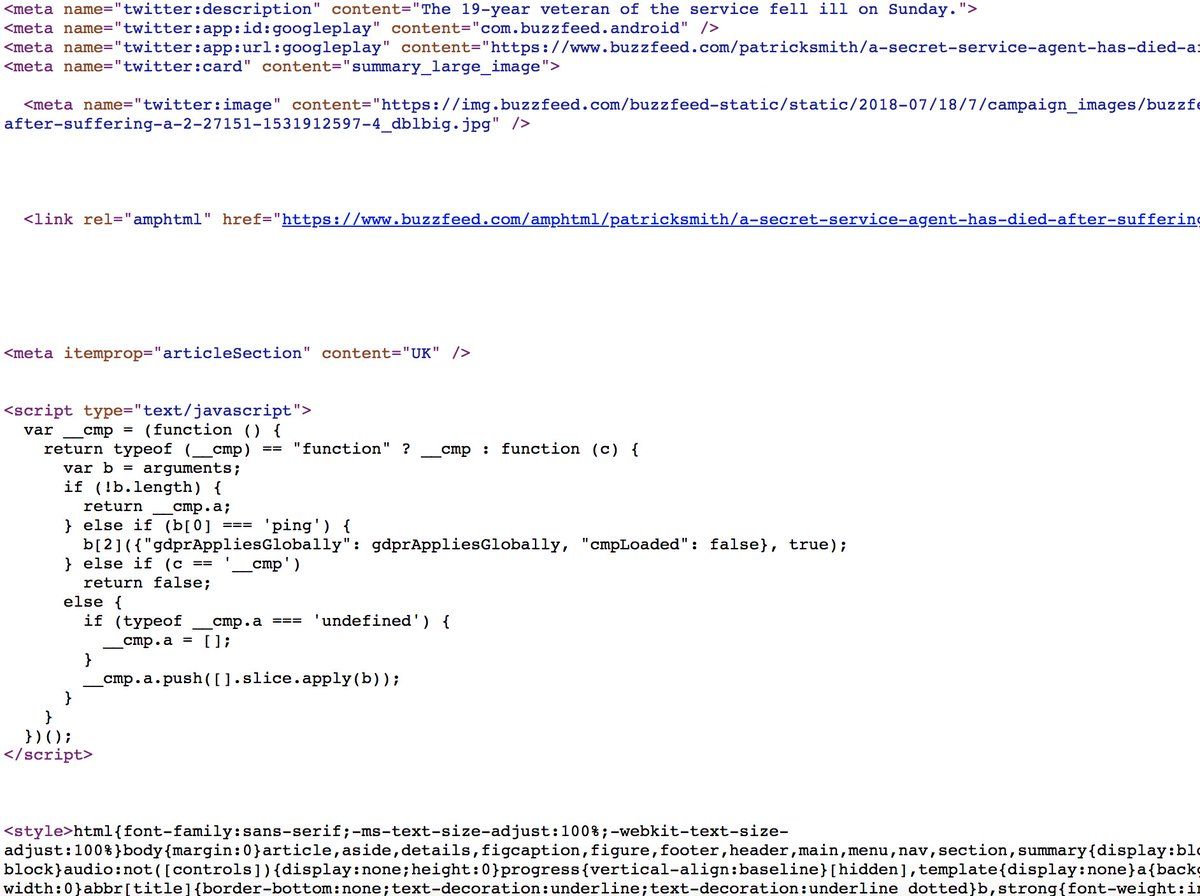 <meta name="twitter:description" content="The 19-year veteran of the service fell ill on Sunday.">
<meta name="twitter:app:id:googleplay" content="com.buzzfeed.android" />
<meta name="twitter:app:url:googleplay" content="https://www.buzzfeed.com/patricksmith/a-secret-service-agent-has-died-a
<meta name="twitter:card" content="summary_large_image">
<meta name="twitter:image" content="https://img.buzzfeed.com/buzzfeed-static/static/2018-07/18/7/campaign_images/buzzf
after-suffering-a-2-27151-1531912597-4_dblbig.jpg" />
<link rel="amphtml" href="https://www.buzzfeed.com/amphtml/patricksmith/a-secret-service-agent-has-died-after-suffering
<meta itemprop="articleSection" content="UK" />
<script type="text/javascript">
var __cmp = (function () {
return typeof (__cmp) == "function" ? __cmp : function (c) {
var b = arguments;
if (!b.length) {
return __cmp.a;
} else if (b[0] === 'ping') {
b[2]({"gdprAppliesGlobally": gdprAppliesGlobally, "cmpLoaded": false}, true);
} else if (c == '__cmp')
return false;
else {
if (typeof __cmp.a === 'undefined') {
__cmp.a = [];
}
__cmp.a.push([].slice.apply(b));
}
}
})();
</script>
<style>html{font-family:sans-serif;-ms-text-size-adjust:100%;-webkit-text-size-
adjust:100%}body{margin:0}article,aside,details,figcaption,figure,footer,header,main,menu,nav,section,summary{display:blo
block}audio:not([controls]){display:none;height:0}progress{vertical-align:baseline}[hidden],template{display:none}a{back
width:0}abbr[title]{border-bottom:none;text-decoration:underline;text-decoration:underline dotted}b,strong{font-weight:i